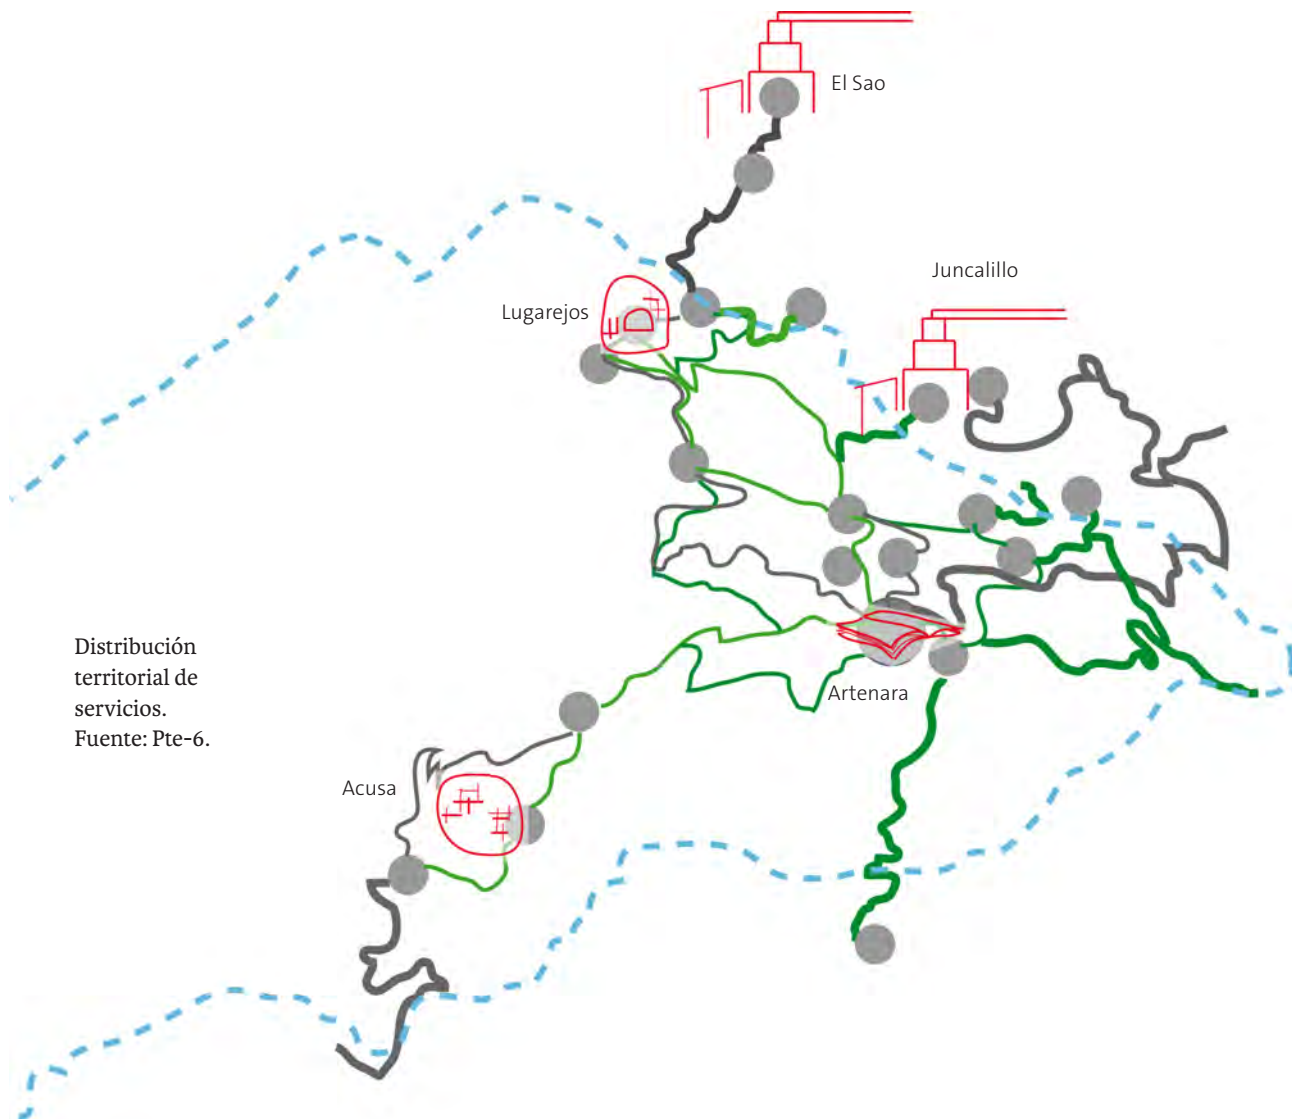 El Sao
Juncalillo
Lugarejos
Distribución
territorial de
servicios.
Fuente: Pte-6.
Artenara
Acusa